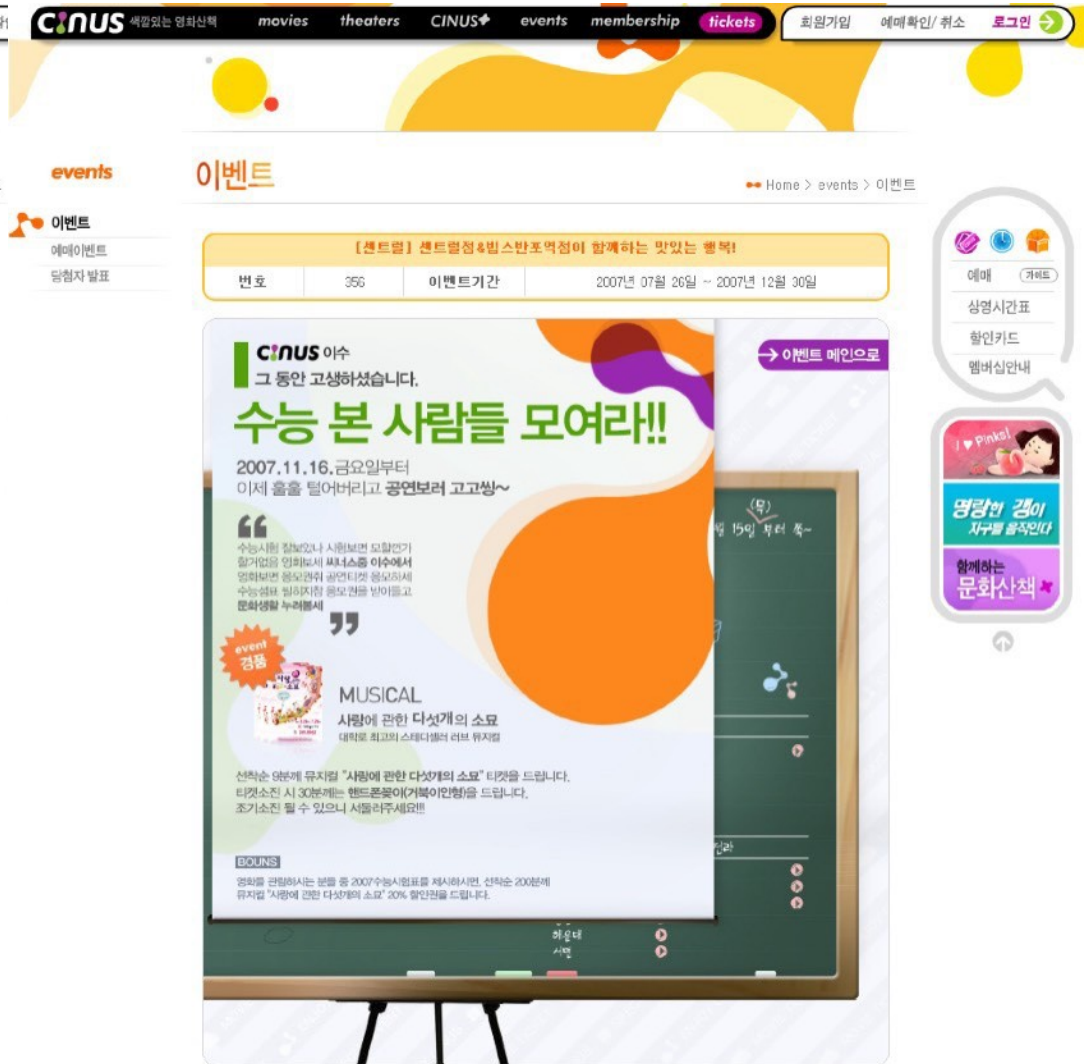 CINUS 색깔있는 영화산책 movies theaters CINUS+ events membership tickets 회원가입 예매확인/취소 로그인
events
이벤트
예매이벤트
당첨자 발표
이벤트
Home > events > 이벤트
[센트럴] 센트럴점&빕스반포역점이 함께하는 맛있는 행복!
번호 356 이벤트기간 2007년 07월 26일 ~ 2007년 12월 30일
이벤트 메인으로
CINUS 이수
그 동안 고생하셨습니다.
수능 본 사람들 모여라!!
2007.11.16.금요일부터
이제 훌훌 털어버리고 공연보러 고고씽~
“
수능시험 잘보았나 시험보면 모할껀가
할거없음 영화보세 씨너스중 이수에서
영화보면 응모권줘 공연티켓 응모하세
수능셤표 필히지참 응모권을 받아들고
문화생활 누려봄세
”
event
경품
MUSICAL
사랑에 관한 다섯개의 소묘
대학로 최고의 스테디셀러 러브 뮤지컬
선착순 9분께 뮤지컬 "사랑에 관한 다섯개의 소묘" 티켓을 드립니다.
티켓소진 시 30분께는 핸드폰꽂이(거북이인형)을 드립니다.
조기소진 될 수 있으니 서둘러주세요!!!
BOUNS
영화를 관람하시는 분들 중 2007수능시험표를 제시하시면, 선착순 200분께
뮤지컬 "사랑에 관한 다섯개의 소묘" 20% 할인권을 드립니다.
(목)
월 15일 부터 쭉~
전라
해운대
서면
예매 가이드
상영시간표
할인카드
멤버십안내
I ♥ Pinks!
명랑한 갱이
지구를 움직인다
함께하는
문화산책